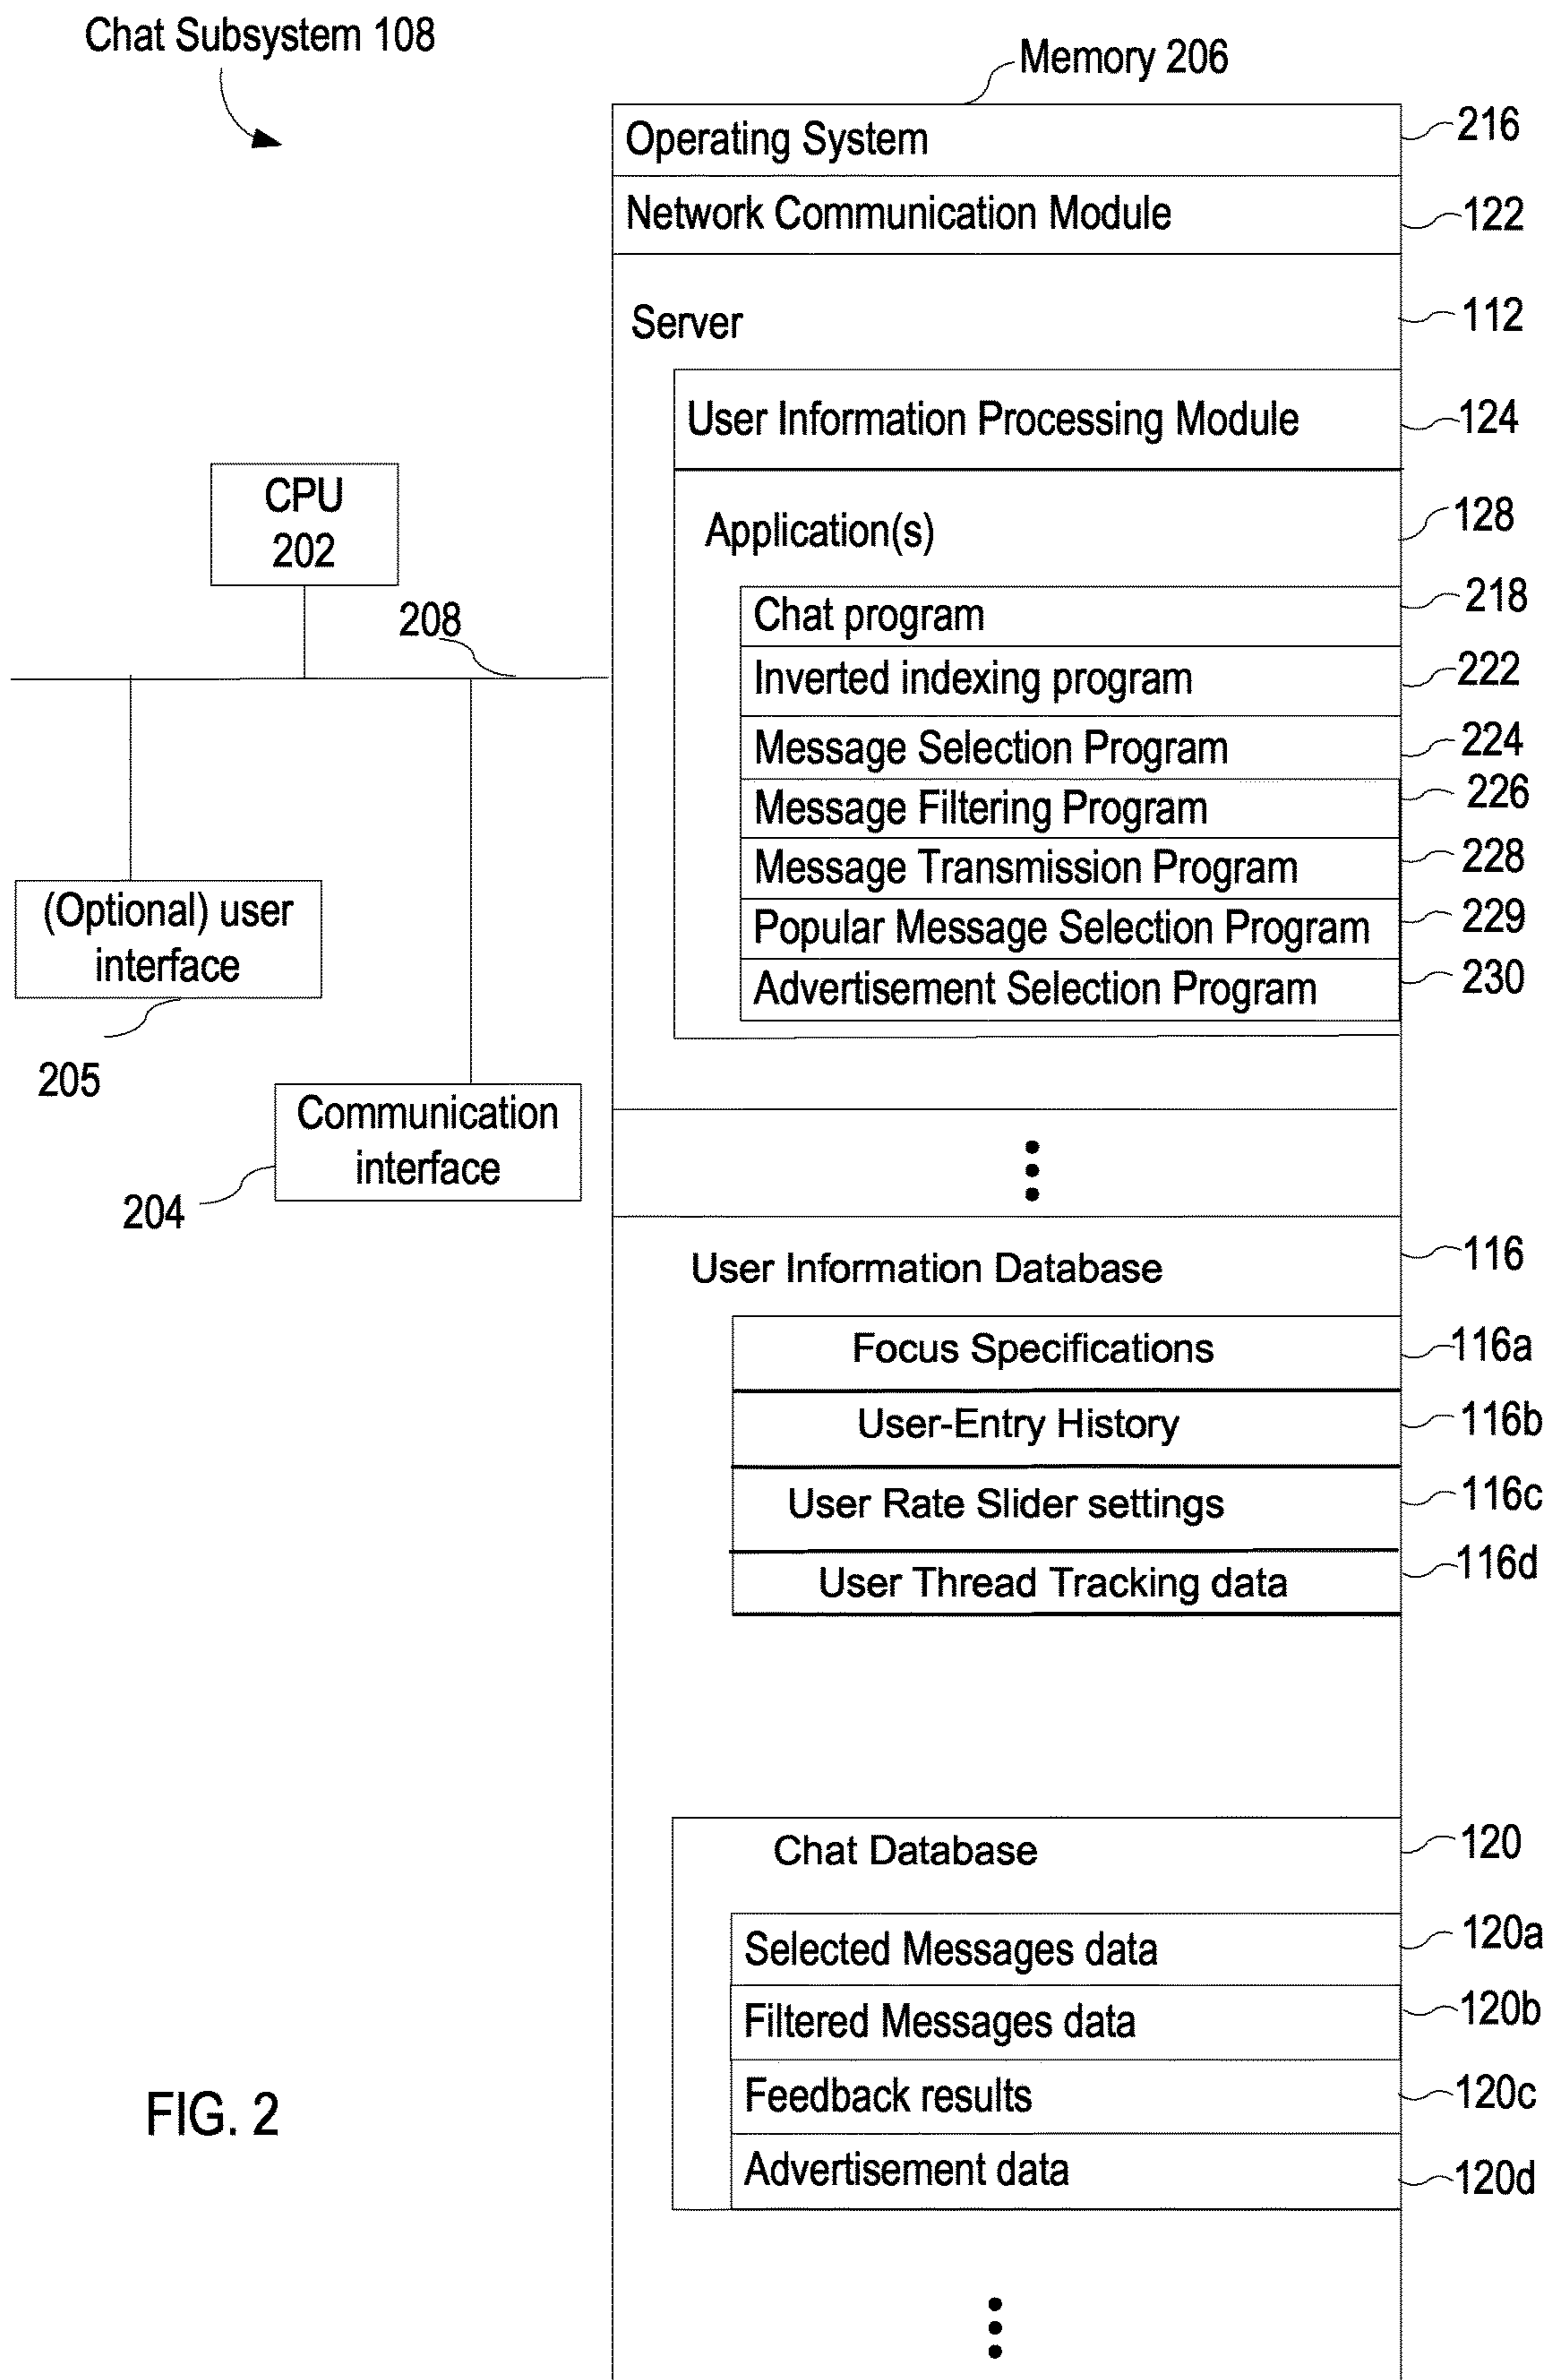 Chat Subsystem 108
Memory 206
Operating System
216
Network Communication Module
122
Server
112
User Information Processing Module
124
Application(s)
128
CPU
202
208
Chat program
218
Inverted indexing program
222
Message Selection Program
224
Message Filtering Program
226
Message Transmission Program
228
Popular Message Selection Program
229
Advertisement Selection Program
230
(Optional) user
interface
205
Communication
interface
204
User Information Database
116
Focus Specifications
116a
User-Entry History
116b
User Rate Slider settings
116c
User Thread Tracking data
116d
Chat Database
120
Selected Messages data
120a
Filtered Messages data
120b
Feedback results
120c
Advertisement data
120d
FIG. 2